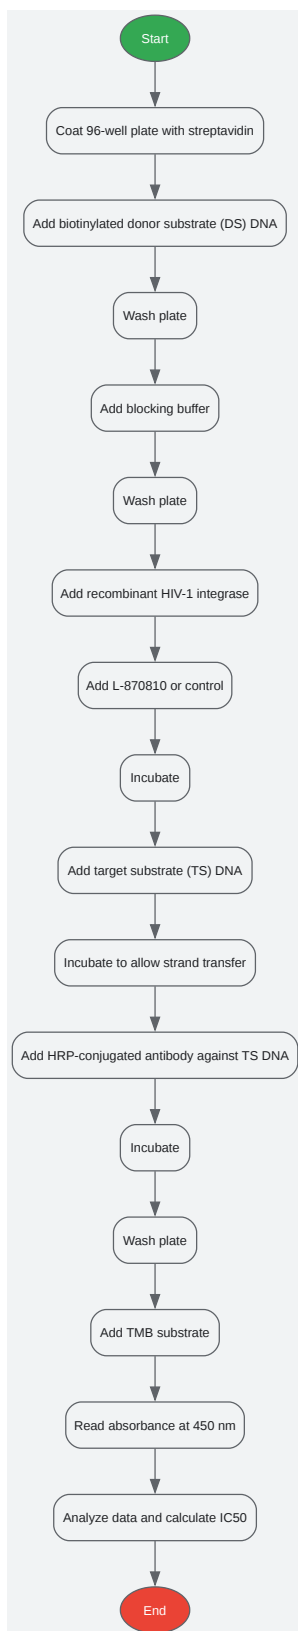 Start
Coat 96-well plate with streptavidin
Add biotinylated donor substrate (DS) DNA
Wash plate
Add blocking buffer
Wash plate
Add recombinant HIV-1 integrase
Add L-870810 or control
Incubate
Add target substrate (TS) DNA
Incubate to allow strand transfer
Add HRP-conjugated antibody against TS DNA
Incubate
Wash plate
Add TMB substrate
Read absorbance at 450 nm
Analyze data and calculate IC50
End